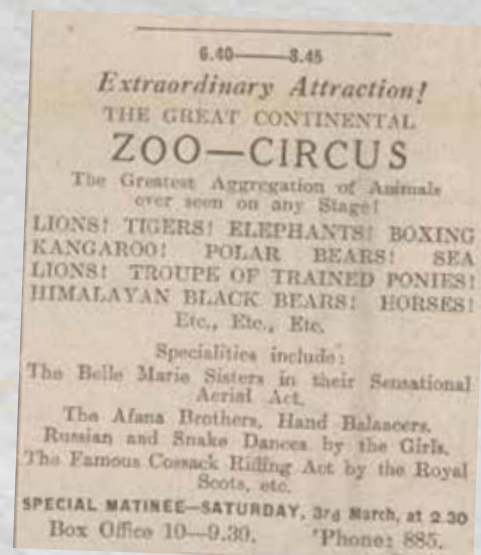 6.40——8.45
Extraordinary Attraction!
THE GREAT CONTINENTAL
ZOO—CIRCUS
The Greatest Aggregation of Animals
ever seen on any Stage!
LIONS! TIGERS! ELEPHANTS! BOXING
KANGAROO! POLAR BEARS! SEA
LIONS! TROUPE OF TRAINED PONIES!
HIMALAYAN BLACK BEARS! HORSES!
Etc., Etc., Etc.
Specialities include:
The Belle Marie Sisters in their Sensational
Aerial Act.
The Afana Brothers, Hand Balancers.
Russian and Snake Dances by the Girls.
The Famous Cossack Riding Act by the Royal
Scots, etc.
SPECIAL MATINEE—SATURDAY, 3rd March, at 2.30
Box Office 10—9.30. 'Phone: 885.